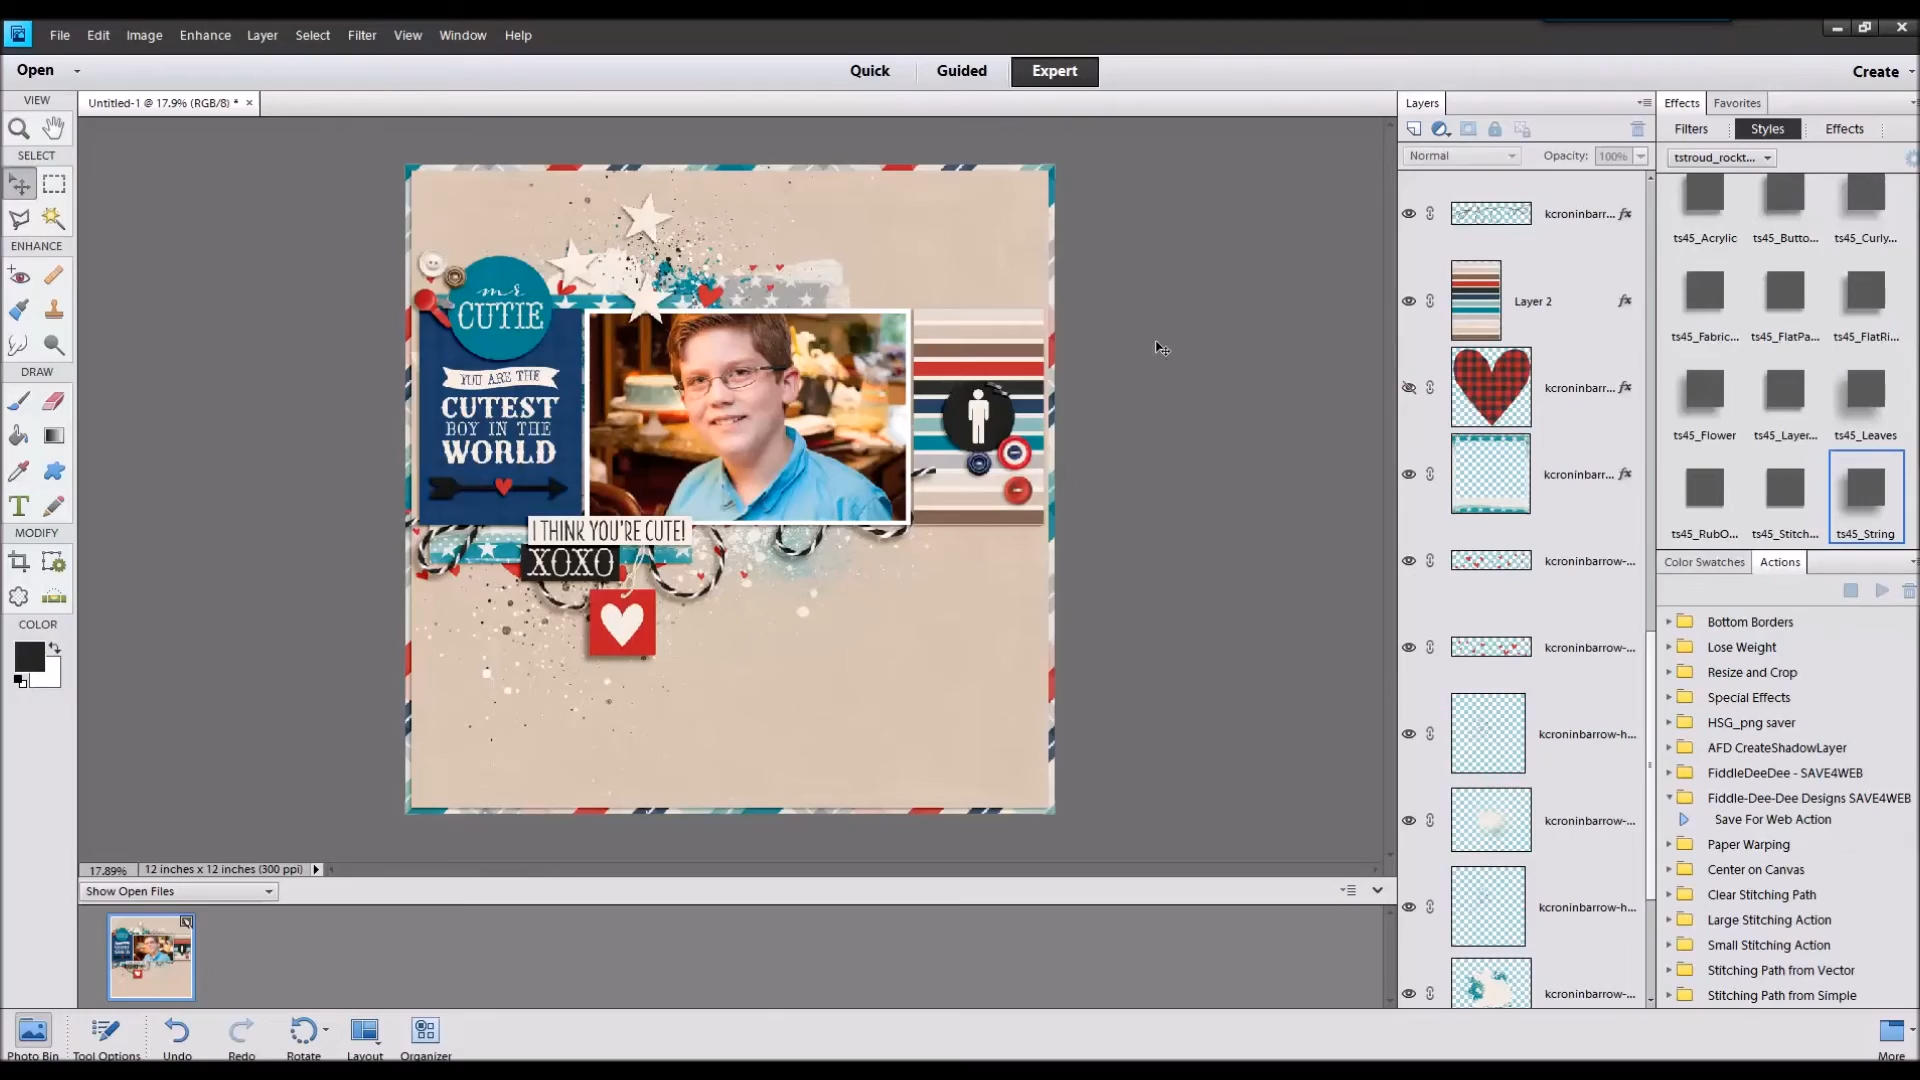 File Edit Image Enhance Layer Select Filter View Window Help
Open
Quick Guided Expert
Create
VIEW
Untitled-1 @ 17.9% (RGB/8) * ×
Layers
Effects Favorites
Filters Styles Effects
SELECT
Normal Opacity: 100%
tstroud_rockt...
ENHANCE
DRAW
MODIFY
COLOR
mr
CUTIE
YOU ARE THE
CUTEST
BOY IN THE
WORLD
I THINK YOU'RE CUTE!
XOXO
kcroninbarr... fx
Layer 2 fx
kcroninbarr... fx
kcroninbarr... fx
kcroninbarrow-...
kcroninbarrow-...
kcroninbarrow-h...
kcroninbarrow-...
kcroninbarrow-h...
kcroninbarrow-...
ts45_Acrylic ts45_Butto... ts45_Curly...
ts45_Fabric... ts45_FlatPa... ts45_FlatRi...
ts45_Flower ts45_Layer... ts45_Leaves
ts45_RubO... ts45_Stitch... ts45_String
Color Swatches Actions
Bottom Borders
Lose Weight
Resize and Crop
Special Effects
HSG_png saver
AFD CreateShadowLayer
FiddleDeeDee - SAVE4WEB
Fiddle-Dee-Dee Designs SAVE4WEB
Save For Web Action
Paper Warping
Center on Canvas
Clear Stitching Path
Large Stitching Action
Small Stitching Action
Stitching Path from Vector
Stitching Path from Simple
17.89% 12 inches x 12 inches (300 ppi)
Show Open Files
Photo Bin Tool Options Undo Redo Rotate Layout Organizer
More